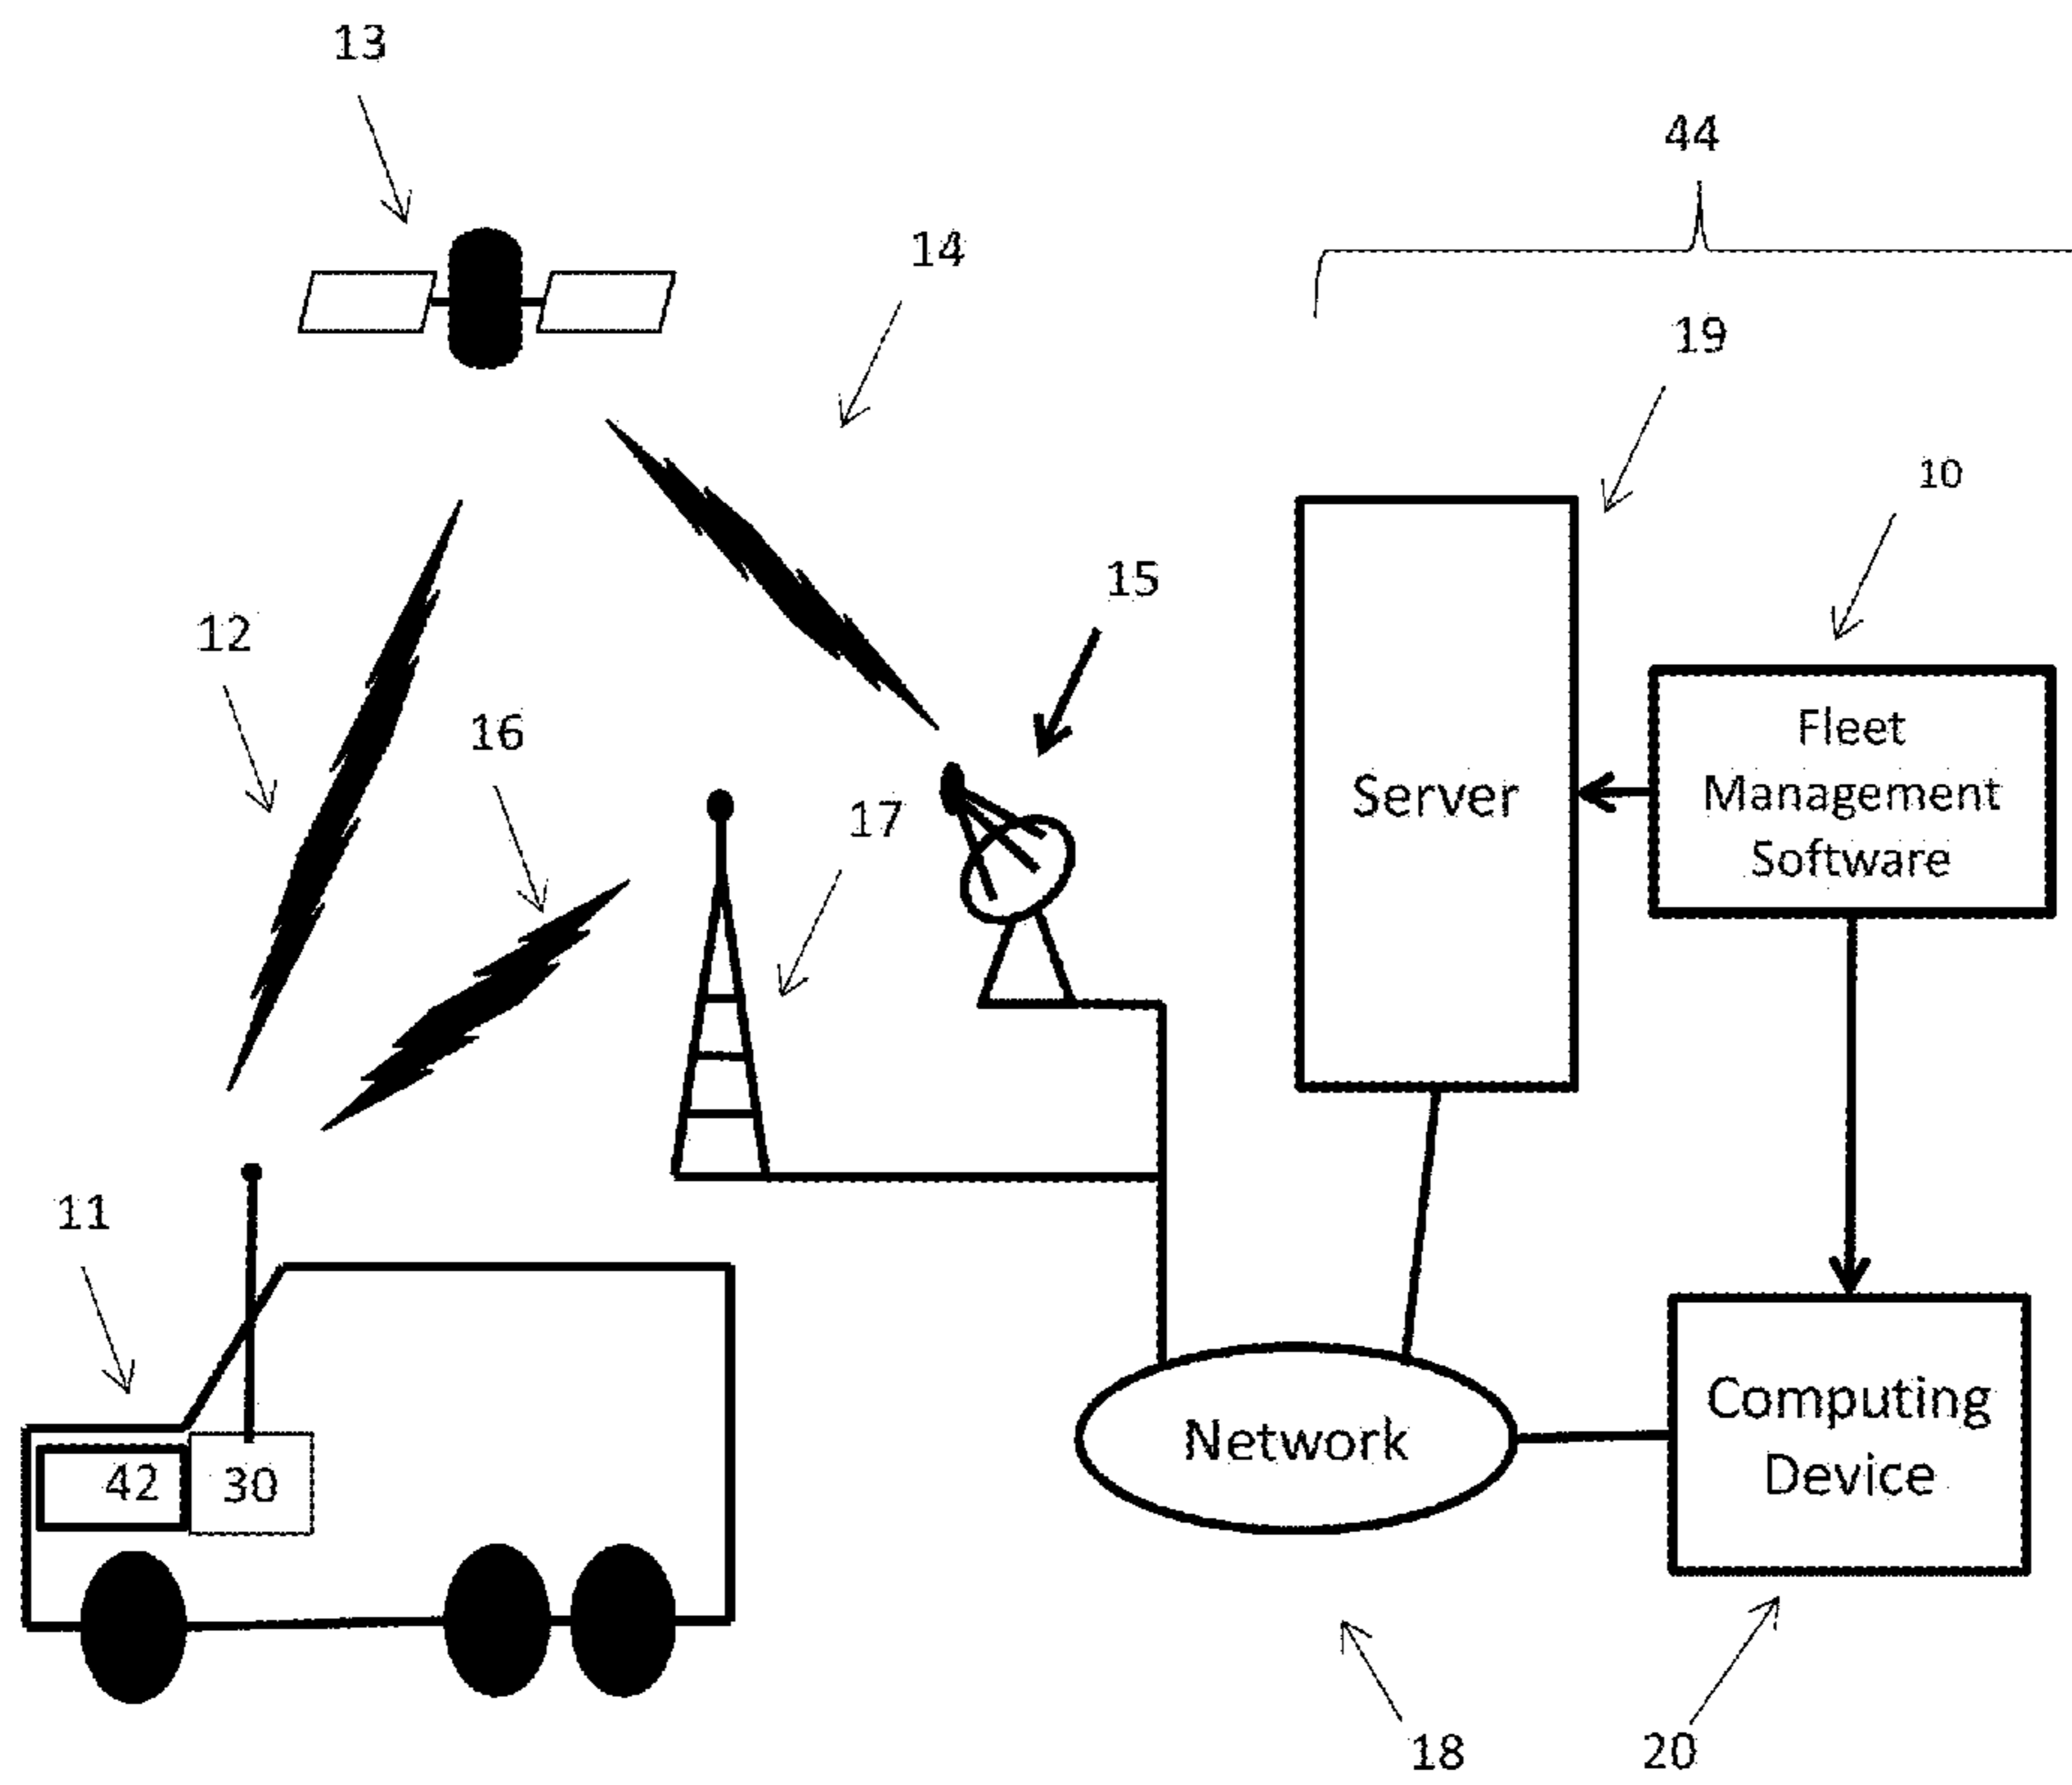 13
44
14
19
10
15
12
16
Fleet
17
Server
Management
Software
11
Computing
Network
42
30
Device
18
20